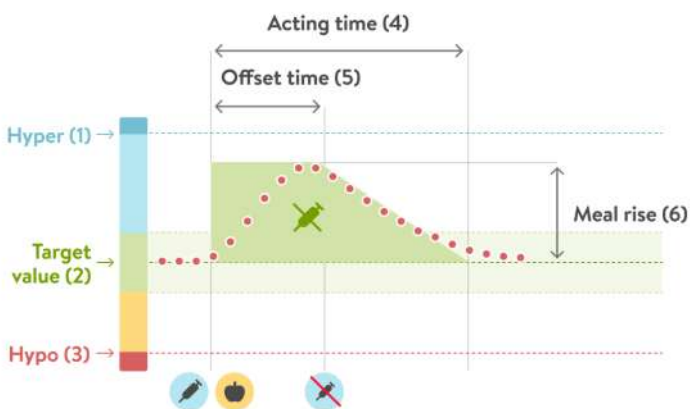 Acting time (4)
Offset time (5)
Hyper (1)
Meal rise (6)
Target
value (2)
Hypo (3)